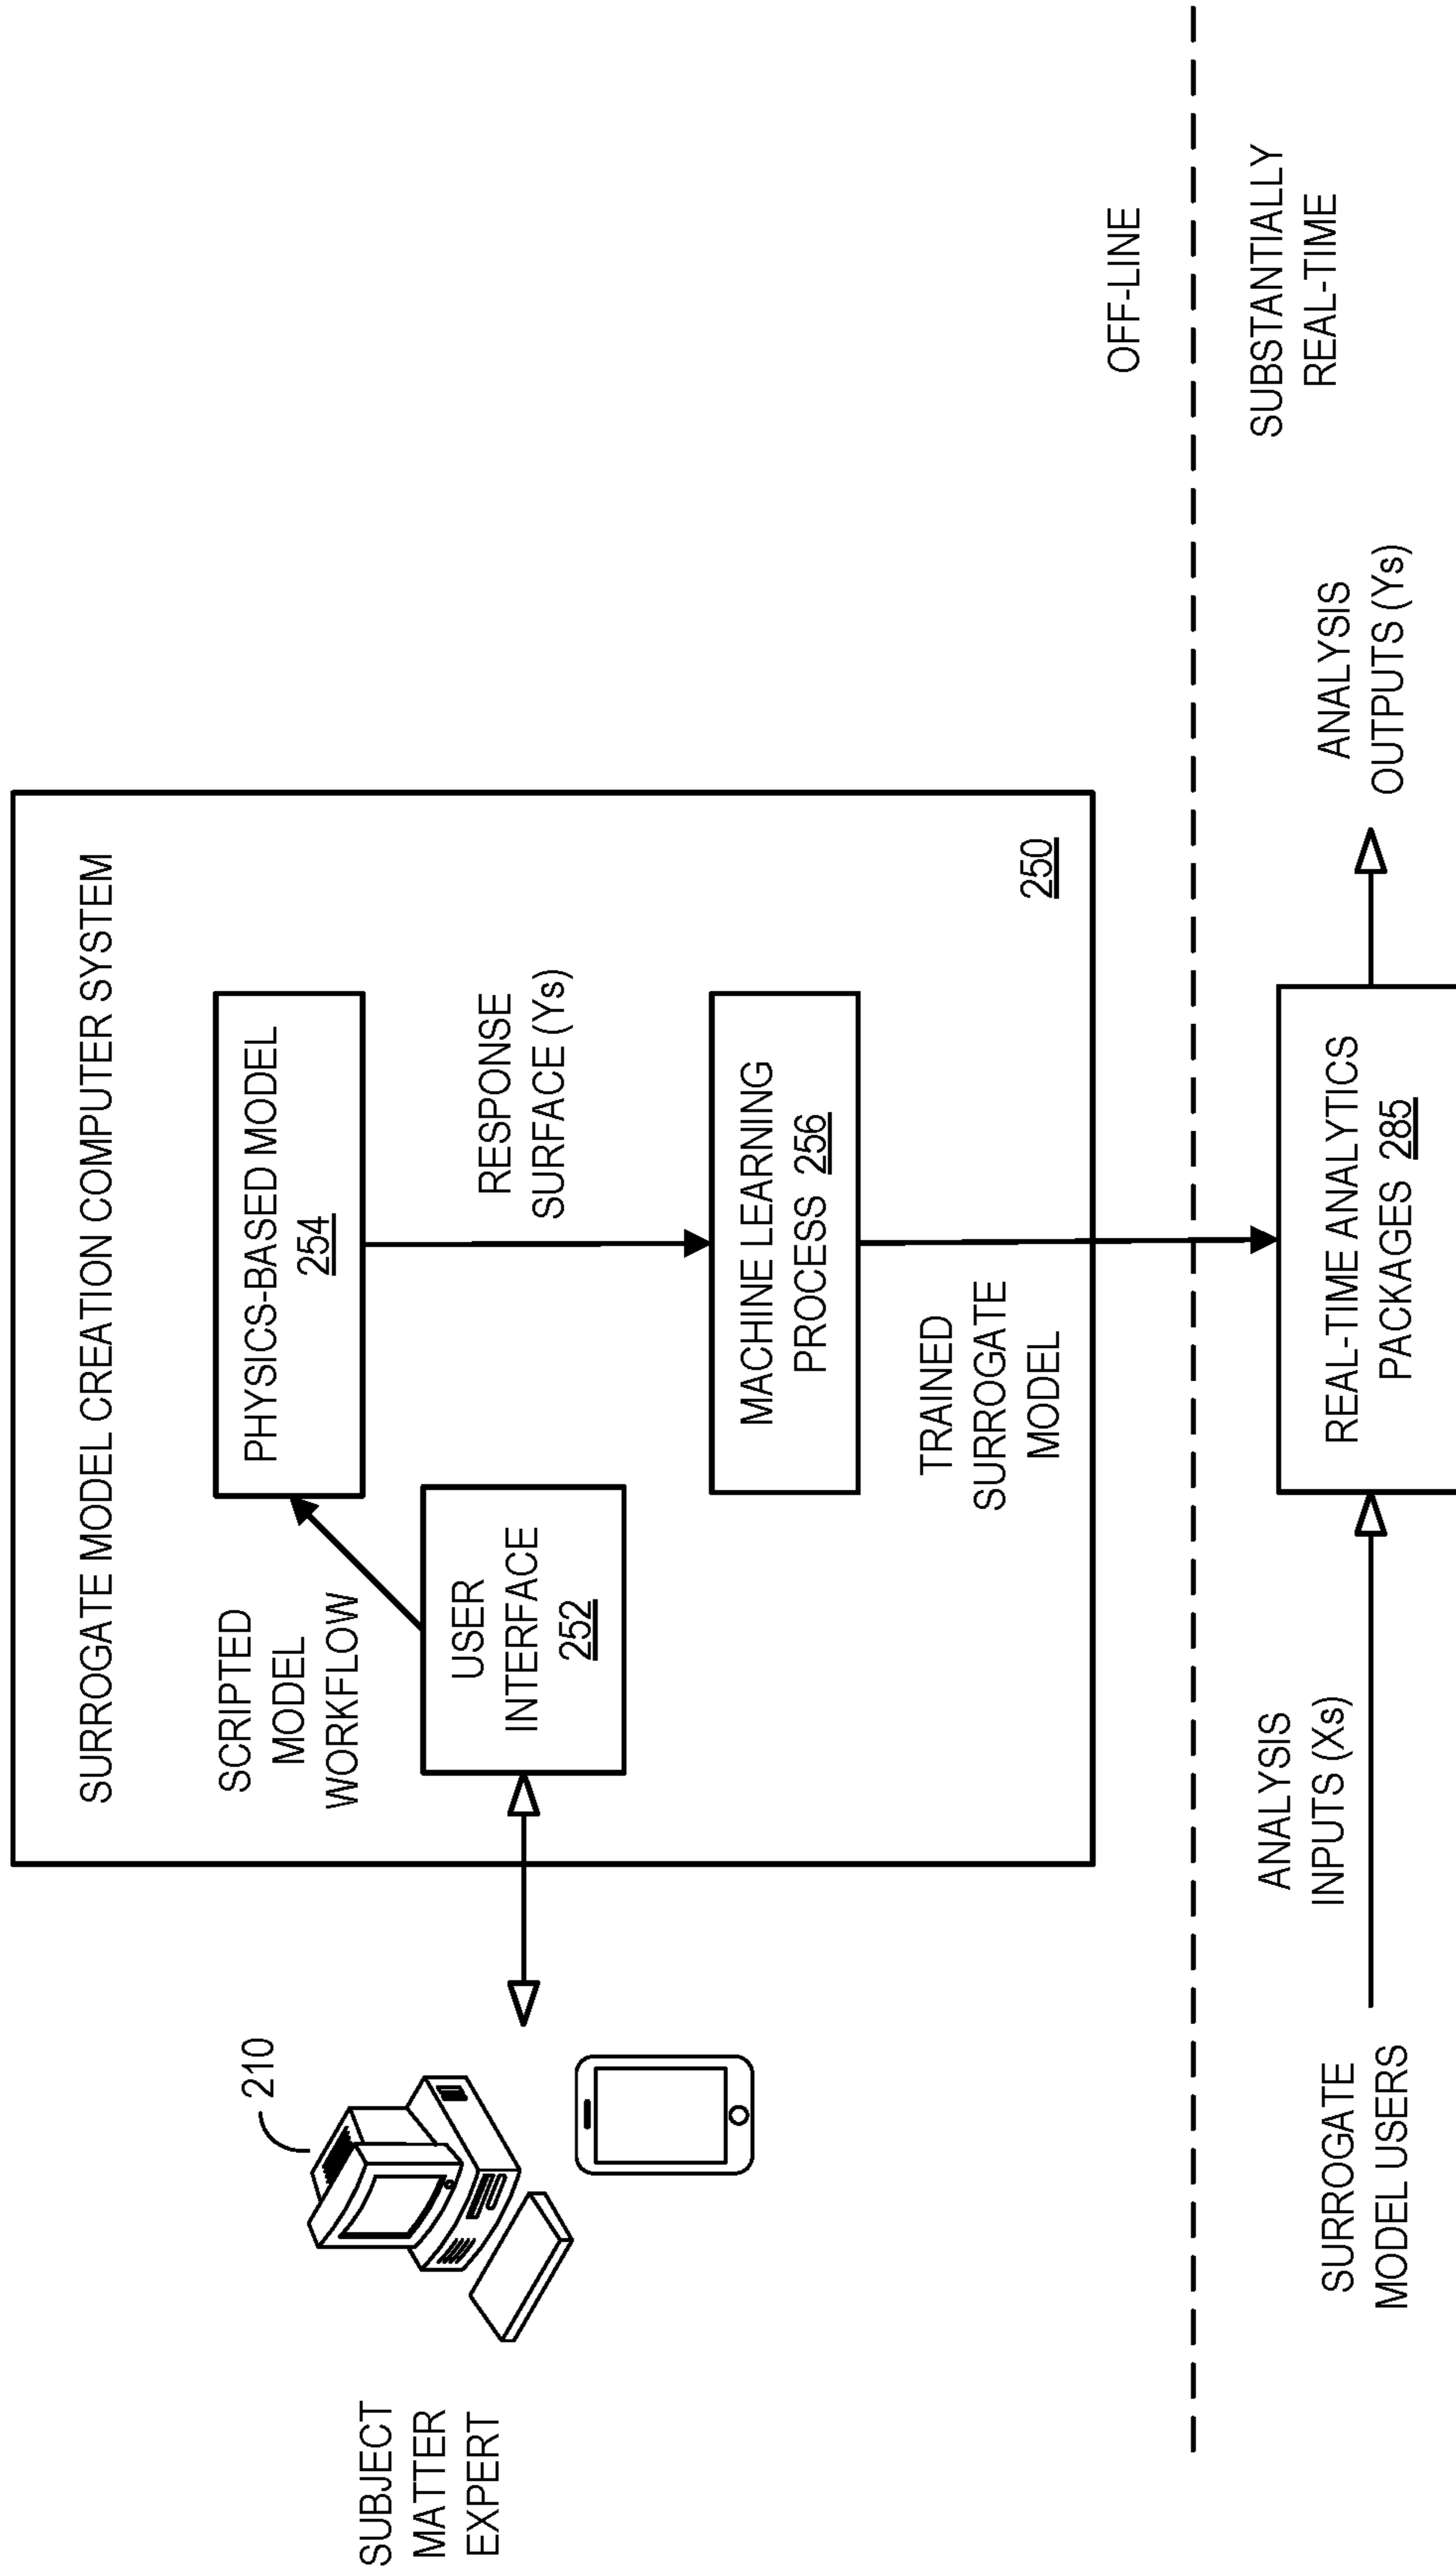 SURROGATE MODEL CREATION COMPUTER SYSTEM
SUBJECT
MATTER
EXPERT
210
SCRIPTED
MODEL
WORKFLOW
PHYSICS-BASED MODEL
254
USER
INTERFACE
252
RESPONSE
SURFACE (Ys)
MACHINE LEARNING
PROCESS 256
TRAINED
SURROGATE
MODEL
250
OFF-LINE
SUBSTANTIALLY
REAL-TIME
SURROGATE
MODEL USERS
ANALYSIS
INPUTS (Xs)
REAL-TIME ANALYTICS
PACKAGES 285
ANALYSIS
OUTPUTS (Ys)